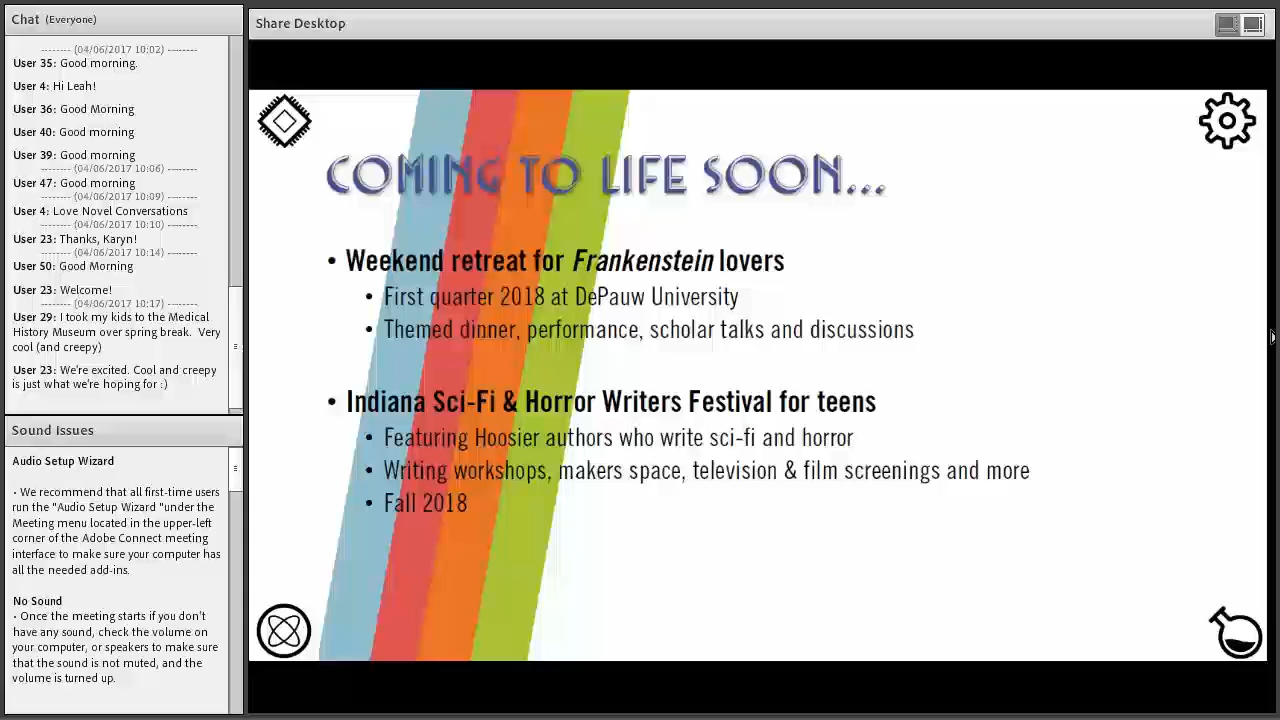 Chat (Everyone)
-------- (04/06/2017 10:02) --------
User 35: Good morning.
User 4: Hi Leah!
User 36: Good Morning
User 40: Good morning
User 39: Good morning
-------- (04/06/2017 10:06) --------
User 47: Good morning
-------- (04/06/2017 10:09) --------
User 4: Love Novel Conversations
-------- (04/06/2017 10:10) --------
User 23: Thanks, Karyn!
-------- (04/06/2017 10:14) --------
User 50: Good Morning
User 23: Welcome!
-------- (04/06/2017 10:17) --------
User 29: I took my kids to the Medical
History Museum over spring break.  Very
cool (and creepy)
User 23: We're excited. Cool and creepy
is just what we're hoping for :)
Sound Issues
Audio Setup Wizard
• We recommend that all first-time users
run the "Audio Setup Wizard "under the
Meeting menu located in the upper-left
corner of the Adobe Connect meeting
interface to make sure your computer has
all the needed add-ins.
No Sound
• Once the meeting starts if you don't
have any sound, check the volume on
your computer, or speakers to make sure
that the sound is not muted, and the
volume is turned up.
Share Desktop
COMING TO LIFE SOON...
• Weekend retreat for Frankenstein lovers
• First quarter 2018 at DePauw University
• Themed dinner, performance, scholar talks and discussions
• Indiana Sci-Fi & Horror Writers Festival for teens
• Featuring Hoosier authors who write sci-fi and horror
• Writing workshops, makers space, television & film screenings and more
• Fall 2018